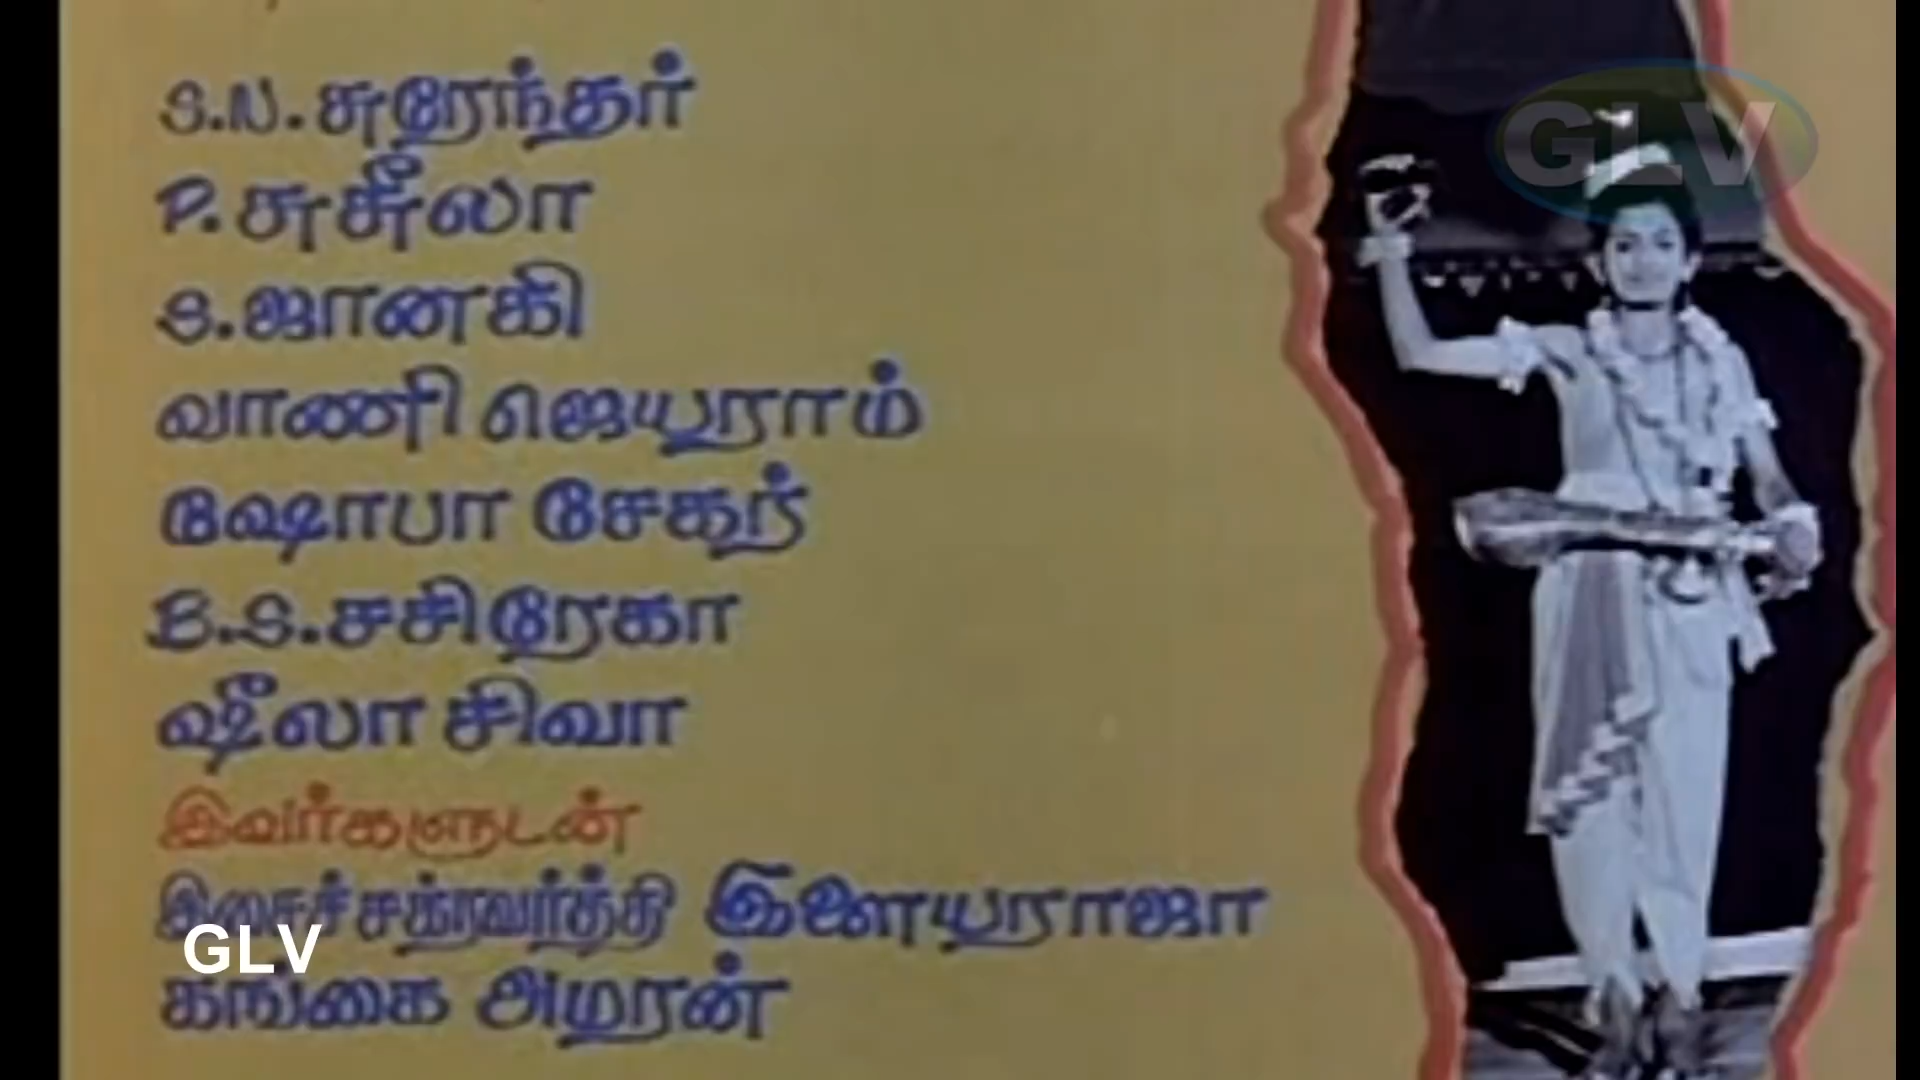 GLV
S.N.சுரேந்தர்
P.சுசீலா
S.ஜானகி
வாணி ஜெயராம்
ஷோபா சேகர்
B.S.சசிரேகா
ஷீலா சிவா
இவர்களுடன்
இசைச்சக்ரவர்த்தி இளையராஜா
GLV
கங்கை அமரன்